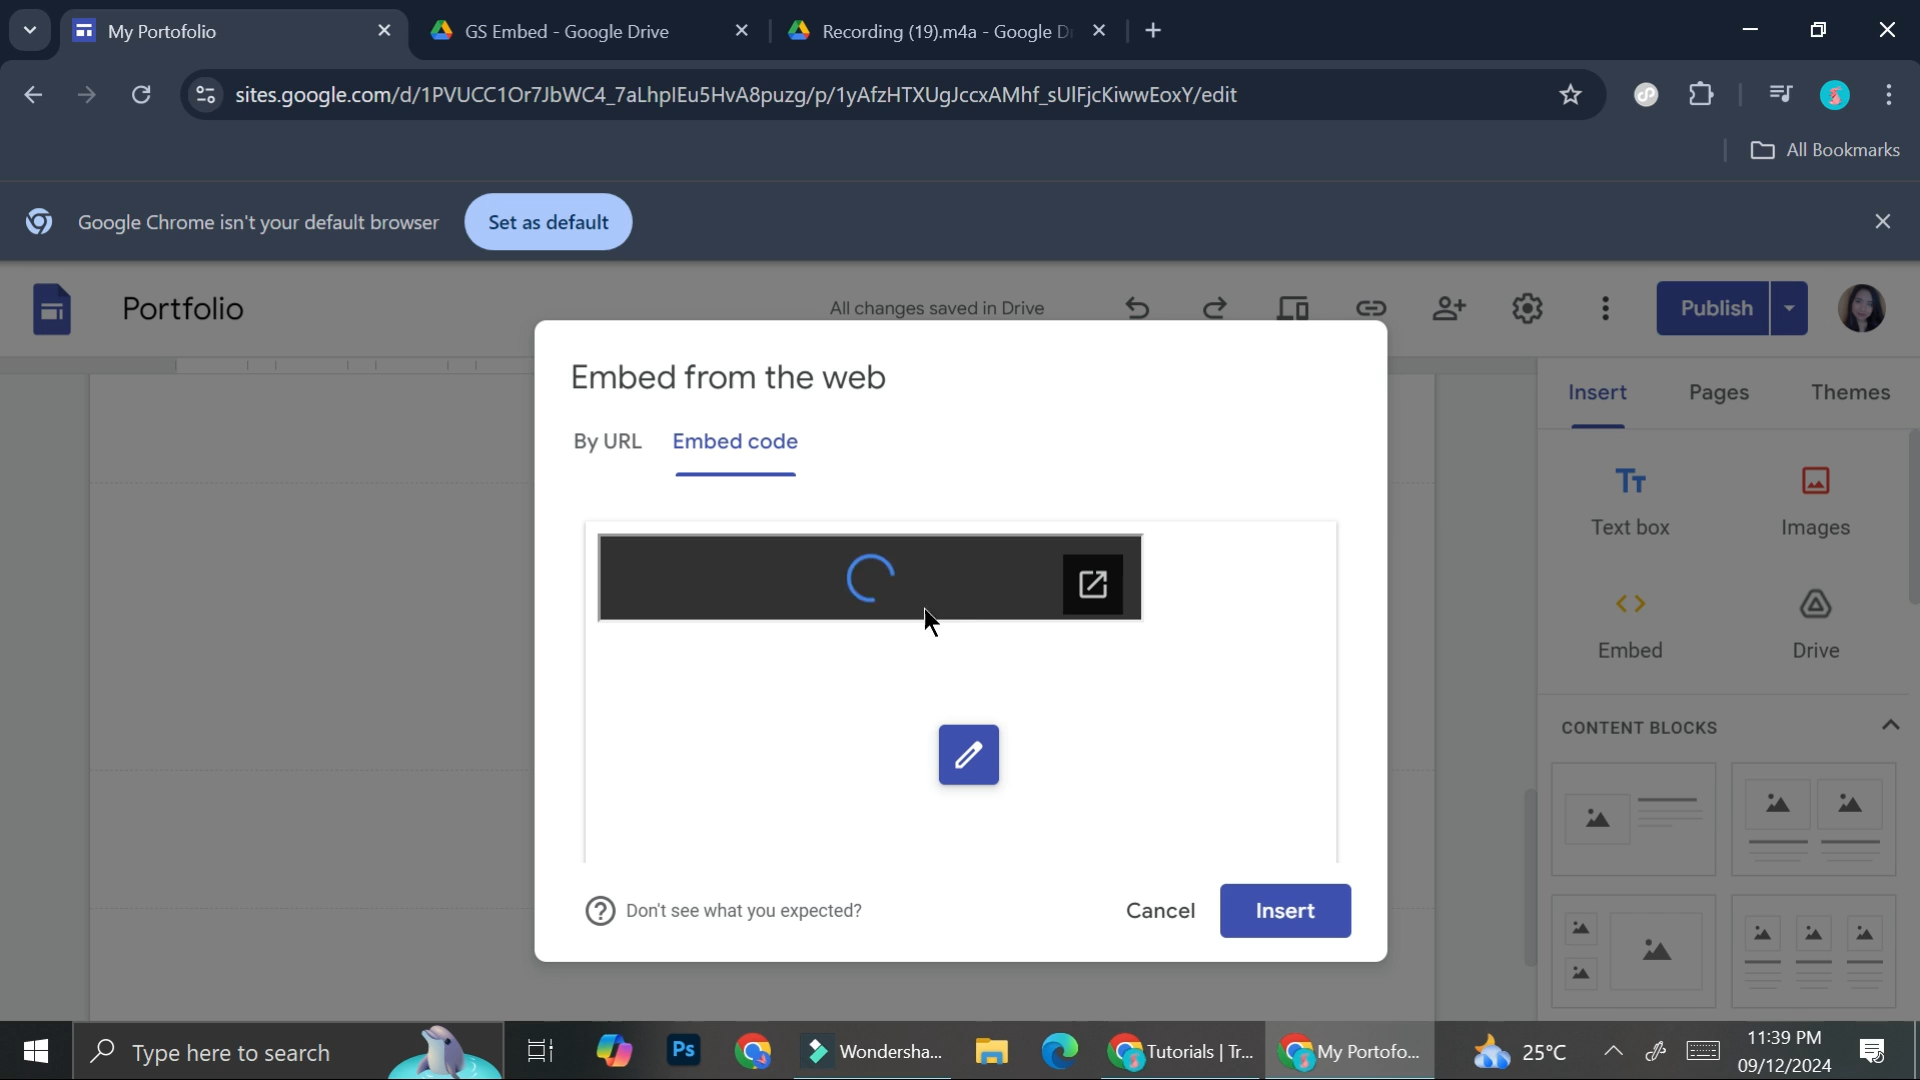 My Portofolio
GS Embed - Google Drive
Recording (19).m4a - Google D
sites.google.com/d/1PVUCC1Or7JbWC4_7aLhplEu5HvA8puzg/p/1yAfzHTXUgJccxAMhf_sUlFjcKiwwEoxY/edit
All Bookmarks
Google Chrome isn't your default browser
Set as default
Portfolio
All changes saved in Drive
Publish
Embed from the web
By URL
Embed code
Insert
Pages
Themes
Text box
Images
Embed
Drive
CONTENT BLOCKS
Don't see what you expected?
Cancel
Insert
Type here to search
Ps
Wondersha...
Tutorials | Tr...
My Portofo...
25°C
11:39 PM
09/12/2024